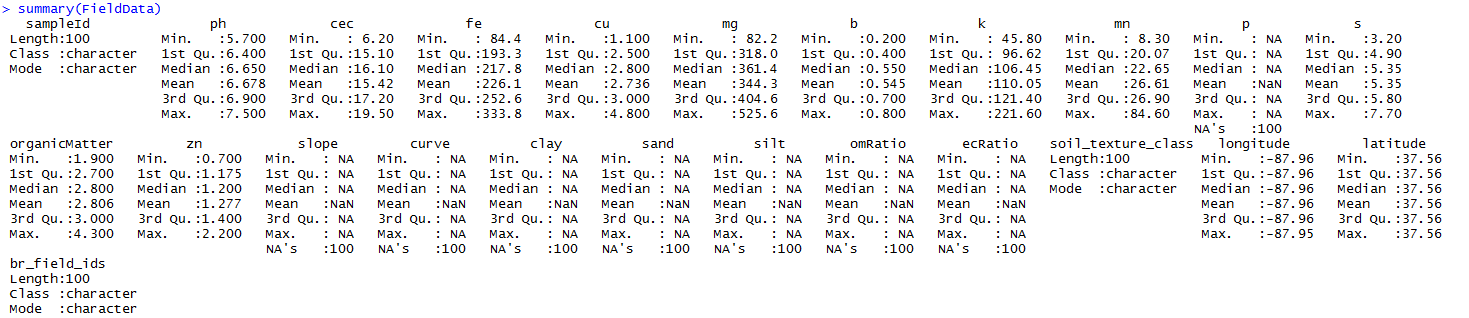 > summary(FieldData)
   sampleId               ph             cec              fe              cu              mg              b               k                mn              p             s
 Length:100         Min.   :5.700   Min.   : 6.20   Min.   : 84.4   Min.   :1.100   Min.   : 82.2   Min.   :0.200   Min.   : 45.80   Min.   : 8.30   Min.   : NA   Min.   :3.20
 Class :character   1st Qu.:6.400   1st Qu.:15.10   1st Qu.:193.3   1st Qu.:2.500   1st Qu.:318.0   1st Qu.:0.400   1st Qu.: 96.62   1st Qu.:20.07   1st Qu.: NA   1st Qu.:4.90
 Mode  :character   Median :6.650   Median :16.10   Median :217.8   Median :2.800   Median :361.4   Median :0.550   Median :106.45   Median :22.65   Median : NA   Median :5.35
                    Mean   :6.678   Mean   :15.42   Mean   :226.1   Mean   :2.736   Mean   :344.3   Mean   :0.545   Mean   :110.05   Mean   :26.61   Mean   :NaN   Mean   :5.35
                    3rd Qu.:6.900   3rd Qu.:17.20   3rd Qu.:252.6   3rd Qu.:3.000   3rd Qu.:404.6   3rd Qu.:0.700   3rd Qu.:121.40   3rd Qu.:26.90   3rd Qu.: NA   3rd Qu.:5.80
                    Max.   :7.500   Max.   :19.50   Max.   :333.8   Max.   :4.800   Max.   :525.6   Max.   :0.800   Max.   :221.60   Max.   :84.60   Max.   : NA   Max.   :7.70
                    NA's   :100
 organicMatter         zn            slope         curve          clay          sand          silt        omRatio       ecRatio    soil_texture_class   longitude         latitude
 Min.   :1.900   Min.   :0.700   Min.   : NA   Min.   : NA   Min.   : NA   Min.   : NA   Min.   : NA   Min.   : NA   Min.   : NA   Length:100         Min.   :-87.96   Min.   :37.56
 1st Qu.:2.700   1st Qu.:1.175   1st Qu.: NA   1st Qu.: NA   1st Qu.: NA   1st Qu.: NA   1st Qu.: NA   1st Qu.: NA   1st Qu.: NA   Class :character   1st Qu.:-87.96   1st Qu.:37.56
 Median :2.800   Median :1.200   Median : NA   Median : NA   Median : NA   Median : NA   Median : NA   Median : NA   Median : NA   Mode  :character   Median :-87.96   Median :37.56
 Mean   :2.806   Mean   :1.277   Mean   :NaN   Mean   :NaN   Mean   :NaN   Mean   :NaN   Mean   :NaN   Mean   :NaN   Mean   :NaN                      Mean   :-87.96   Mean   :37.56
 3rd Qu.:3.000   3rd Qu.:1.400   3rd Qu.: NA   3rd Qu.: NA   3rd Qu.: NA   3rd Qu.: NA   3rd Qu.: NA   3rd Qu.: NA   3rd Qu.: NA                      3rd Qu.:-87.96   3rd Qu.:37.56
 Max.   :4.300   Max.   :2.200   Max.   : NA   Max.   : NA   Max.   : NA   Max.   : NA   Max.   : NA   Max.   : NA   Max.   : NA                      Max.   :-87.95   Max.   :37.56
                                 NA's   :100   NA's   :100   NA's   :100   NA's   :100   NA's   :100   NA's   :100   NA's   :100
 br_field_ids
 Length:100
 Class :character
 Mode  :character